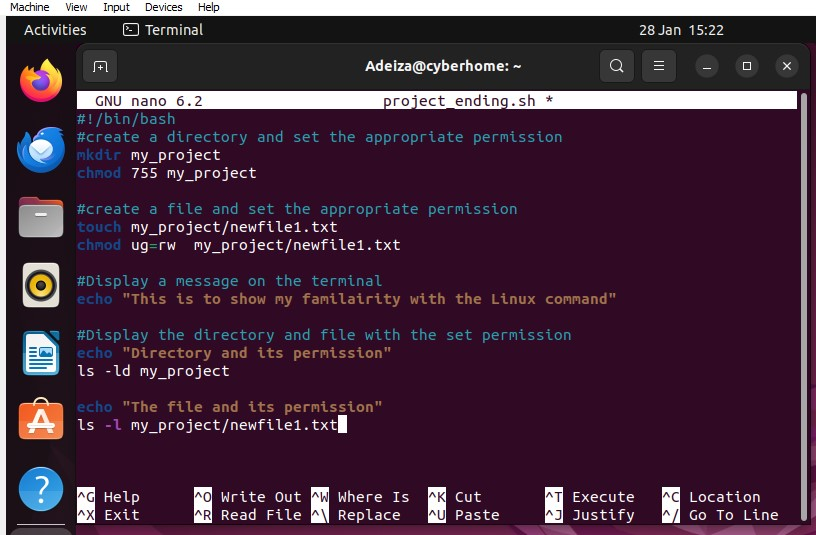 Machine View Input Devices Help
Activities Terminal 28 Jan 15:22
Adeiza@cyberhome: ~
GNU nano 6.2 project_ending.sh *
#!/bin/bash
#create a directory and set the appropriate permission
mkdir my_project
chmod 755 my_project
#create a file and set the appropriate permission
touch my_project/newfile1.txt
chmod ug=rw  my_project/newfile1.txt
#Display a message on the terminal
echo "This is to show my familairity with the Linux command"
#Display the directory and file with the set permission
echo "Directory and its permission"
ls -ld my_project
echo "The file and its permission"
ls -l my_project/newfile1.txt
^G Help ^O Write Out ^W Where Is ^K Cut ^T Execute ^C Location
^X Exit ^R Read File ^\ Replace ^U Paste ^J Justify ^/ Go To Line